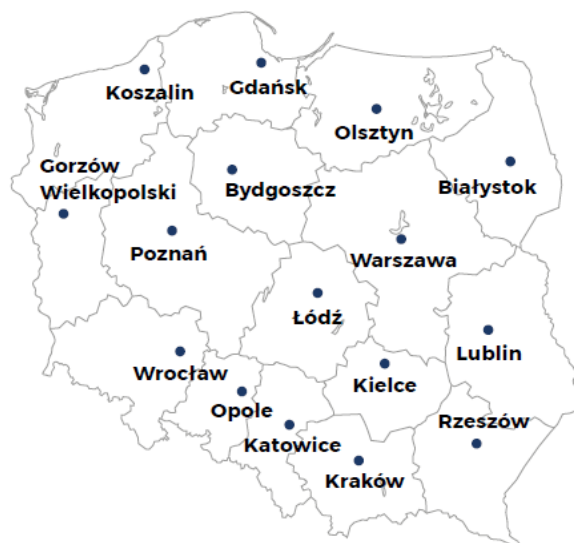 Gdańsk
Koszalin
Olsztyn
Gorzów
Wielkopolski
Bydgoszcz
Białystok
Poznań
Warszawa
Łódź
Lublin
Wrocław
Kielce
Opole
Rzeszów
Katowice
Kraków